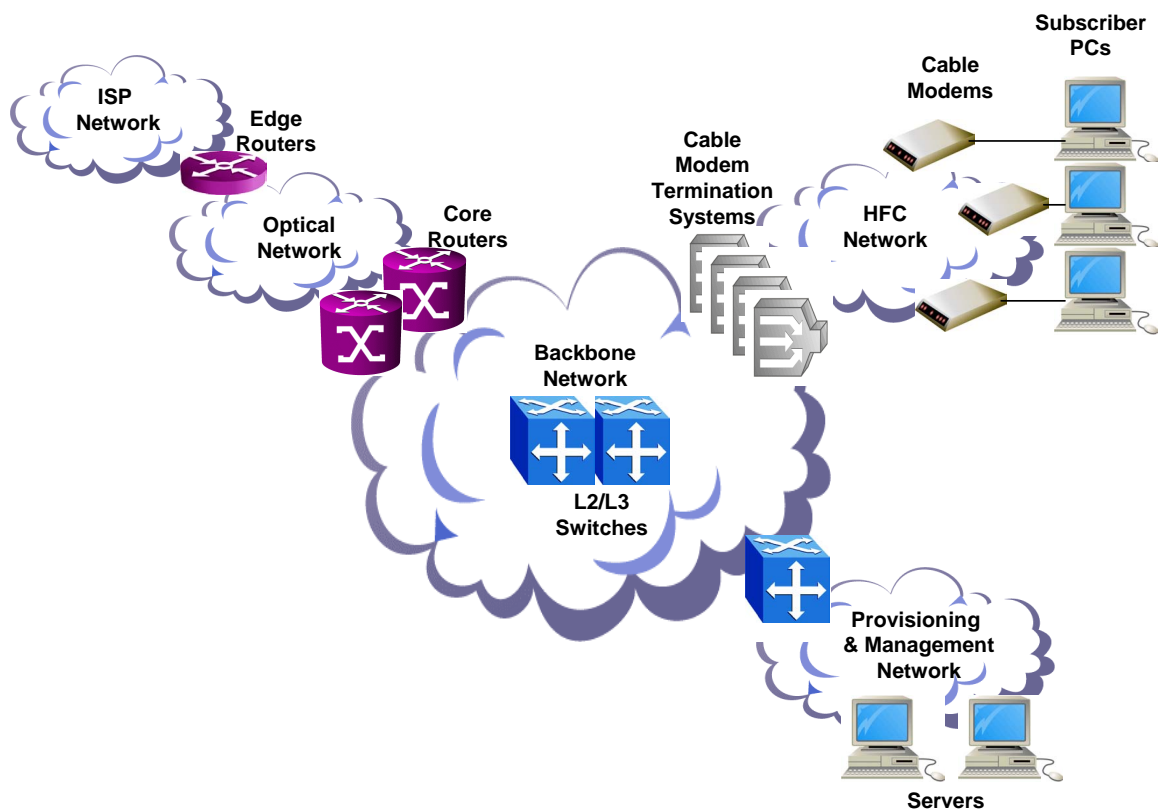 Subscriber
PCs
Cable
Modems
ISP
Network
Edge
Routers
Cable
Modem
Termination
Systems
Optical
Network
Core
Routers
HFC
Network
Backbone
Network
L2/L3
Switches
Provisioning
& Management
Network
Servers